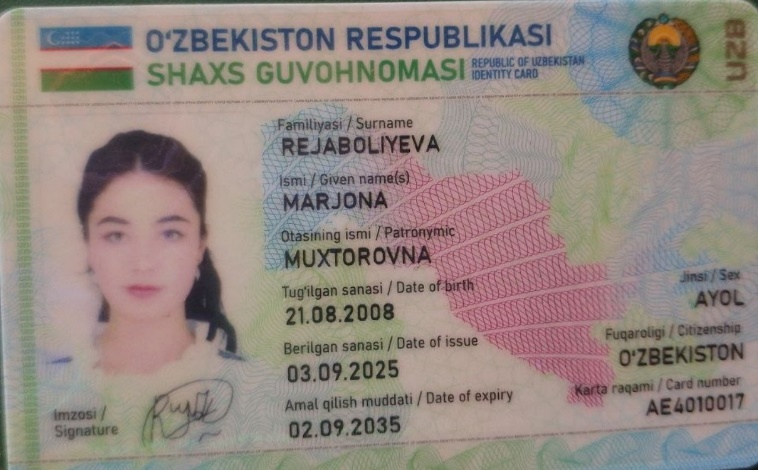 O‘ZBEKISTON RESPUBLIKASI
SHAXS GUVOHNOMASI REPUBLIC OF UZBEKISTAN
IDENTITY CARD
UZB
Familiyasi / Surname
REJABOLIYEVA
Ismi / Given name(s)
MARJONA
Otasining ismi / Patronymic
MUXTOROVNA
Tug‘ilgan sanasi / Date of birth
21.08.2008
Jinsi / Sex
AYOL
Berilgan sanasi / Date of issue
03.09.2025
Fuqaroligi / Citizenship
O‘ZBEKISTON
Amal qilish muddati / Date of expiry
02.09.2035
Karta raqami / Card number
AE4010017
Imzosi /
Signature